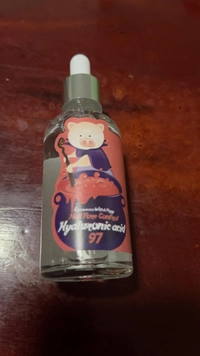 Hell Pore Control
Hyaluronic acid
97